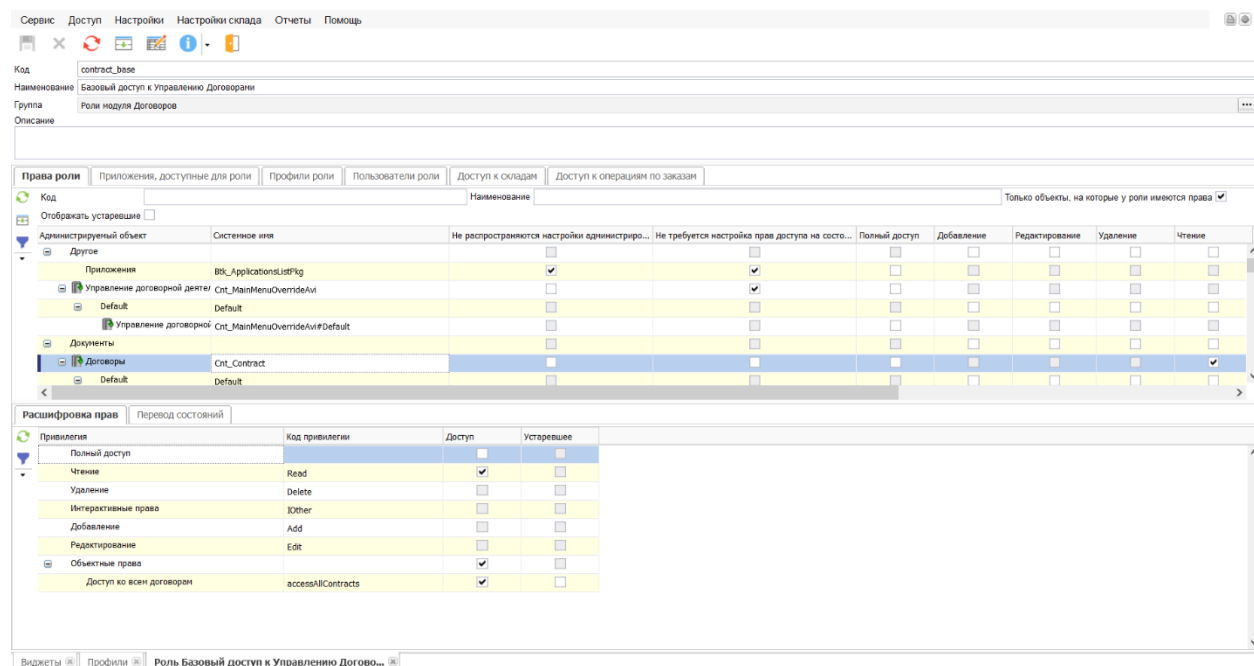 Сервис Доступ Настройки Настройки склада Отчеты Помощь
Код contract_base
Наименование Базовый доступ к Управлению Договорами
Группа Роли модуля Договоров ...
Описание
Права роли Приложения, доступные для роли Профили роли Пользователи роли Доступ к складам Доступ к операциям по заказам
Код Наименование Только объекты, на которые у роли имеются права
Отображать устаревшие
Администрируемый объект Системное имя Не распространяются настройки администриро... Не требуется настройка прав доступа на состо... Полный доступ Добавление Редактирование Удаление Чтение
Другое
Приложения Btk_ApplicationsListPkg
Управление договорной деятел Cnt_MainMenuOverrideAvi
Default Default
Управление договорной Cnt_MainMenuOverrideAvi#Default
Документы
Договоры Cnt_Contract
Default Default
Расшифровка прав Перевод состояний
Привилегия Код привилегии Доступ Устаревшее
Полный доступ
Чтение Read
Удаление Delete
Интерактивные права IOther
Добавление Add
Редактирование Edit
Объектные права
Доступ ко всем договорам accessAllContracts
Виджеты Профили Роль Базовый доступ к Управлению Догово...